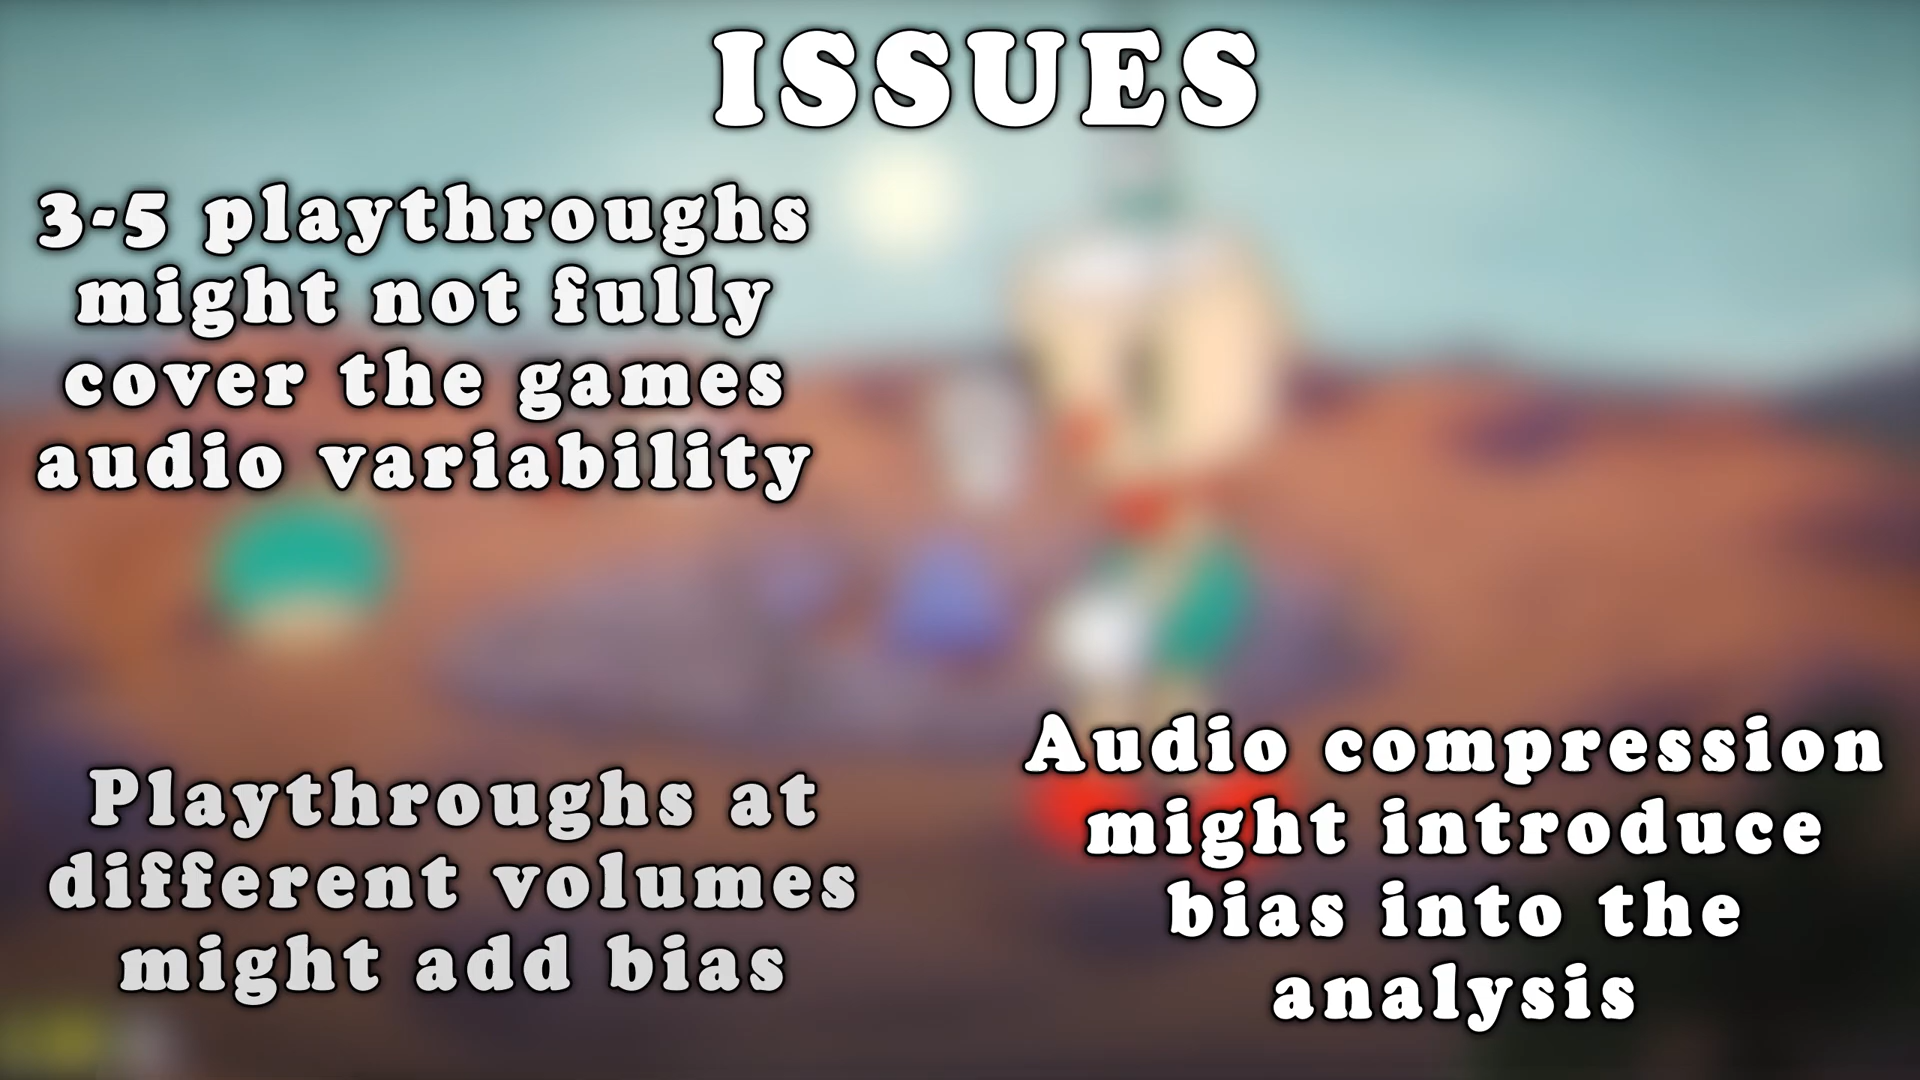 ISSUES
3-5 playthroughs
might not fully
cover the games
audio variability
Playthroughs at
different volumes
might add bias
Audio compression
might introduce
bias into the
analysis